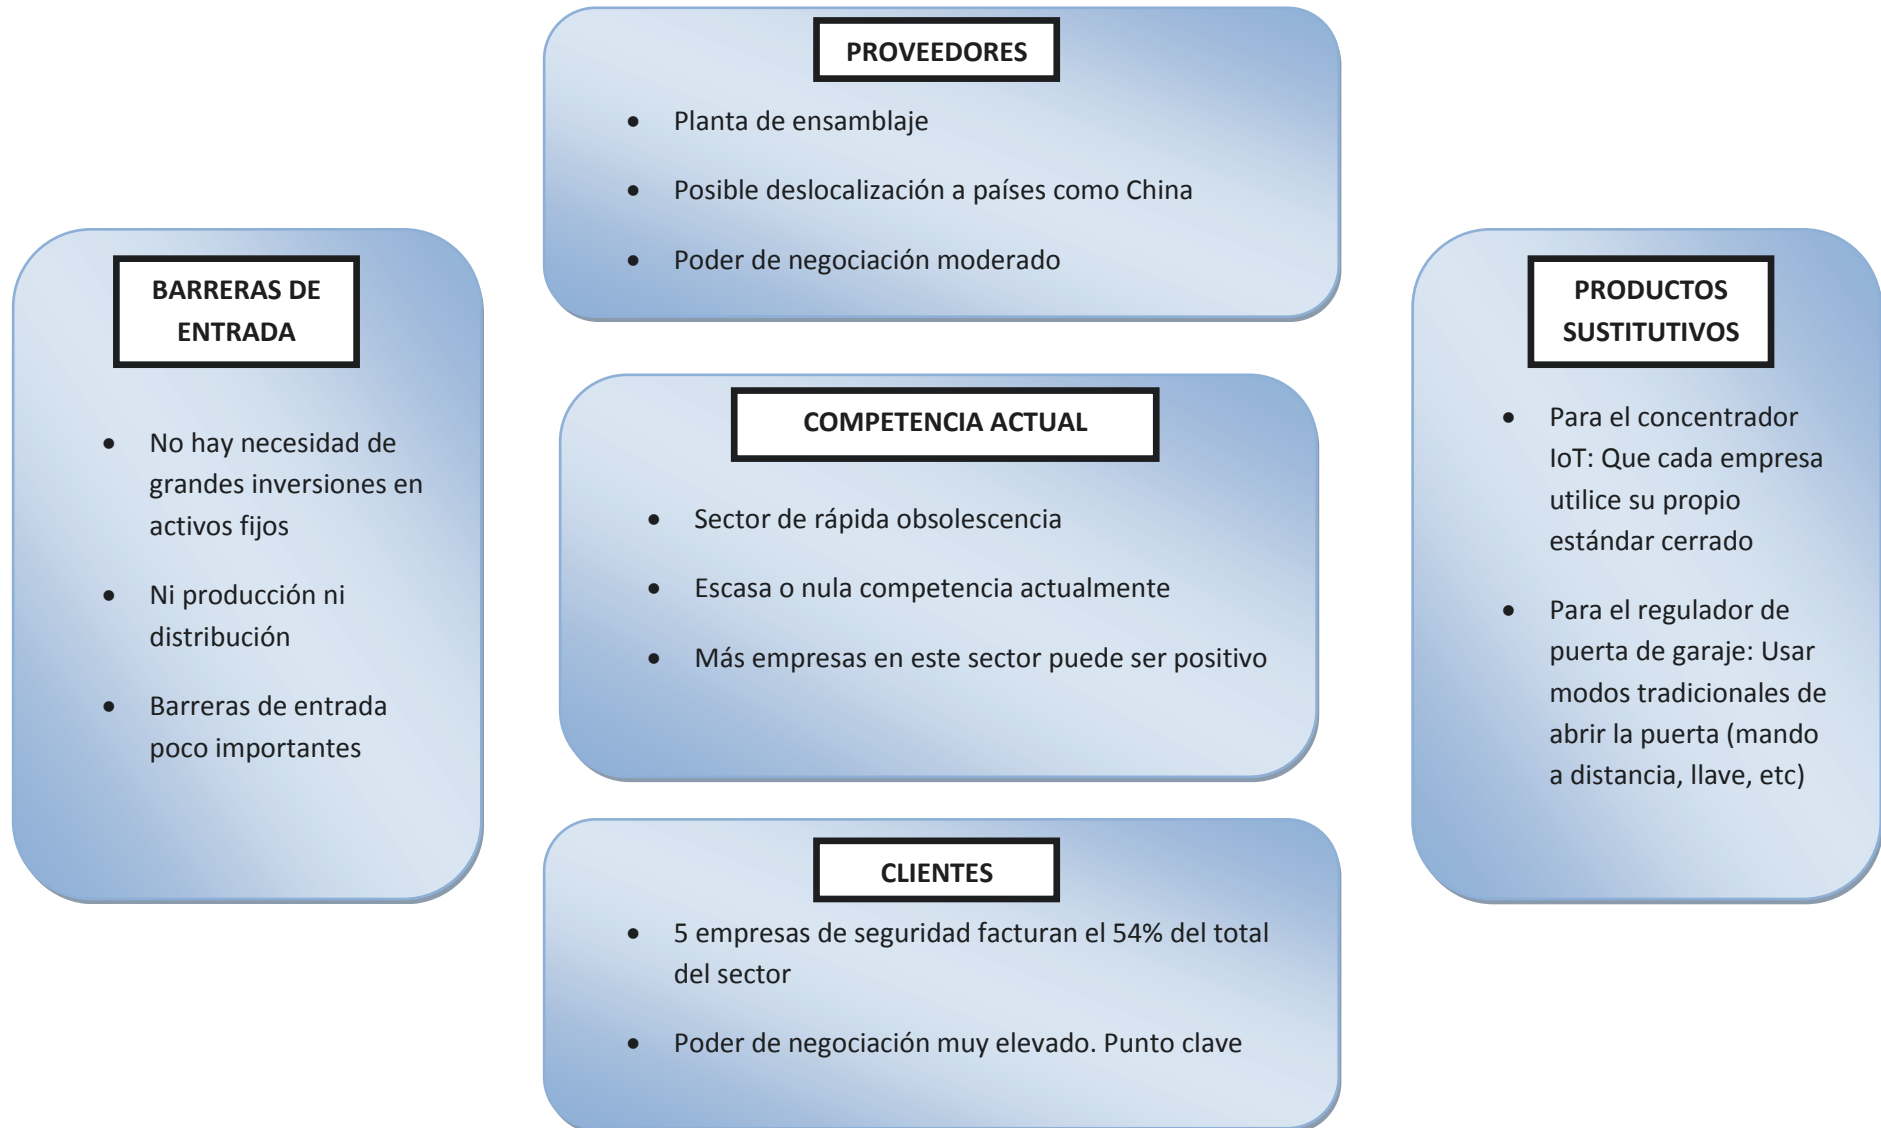 PROVEEDORES
• Planta de ensamblaje
• Posible deslocalización a países como China
• Poder de negociación moderado
BARRERAS DE
ENTRADA
• No hay necesidad de
grandes inversiones en
activos fijos
• Ni producción ni
distribución
• Barreras de entrada
poco importantes
COMPETENCIA ACTUAL
• Sector de rápida obsolescencia
• Escasa o nula competencia actualmente
• Más empresas en este sector puede ser positivo
PRODUCTOS
SUSTITUTIVOS
• Para el concentrador
IoT: Que cada empresa
utilice su propio
estándar cerrado
• Para el regulador de
puerta de garaje: Usar
modos tradicionales de
abrir la puerta (mando
a distancia, llave, etc)
CLIENTES
• 5 empresas de seguridad facturan el 54% del total
del sector
• Poder de negociación muy elevado. Punto clave